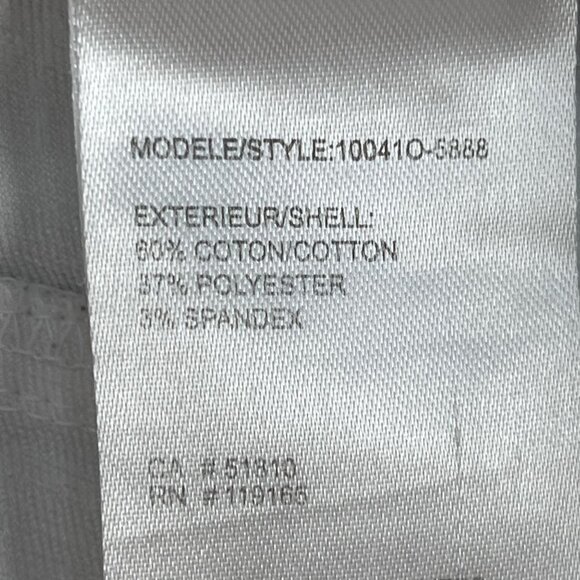 MODELE/STYLE:10041O-5888
EXTERIEUR/SHELL:
60% COTON/COTTON
37% POLYESTER
3% SPANDEX
CA # 51810
RN # 119165